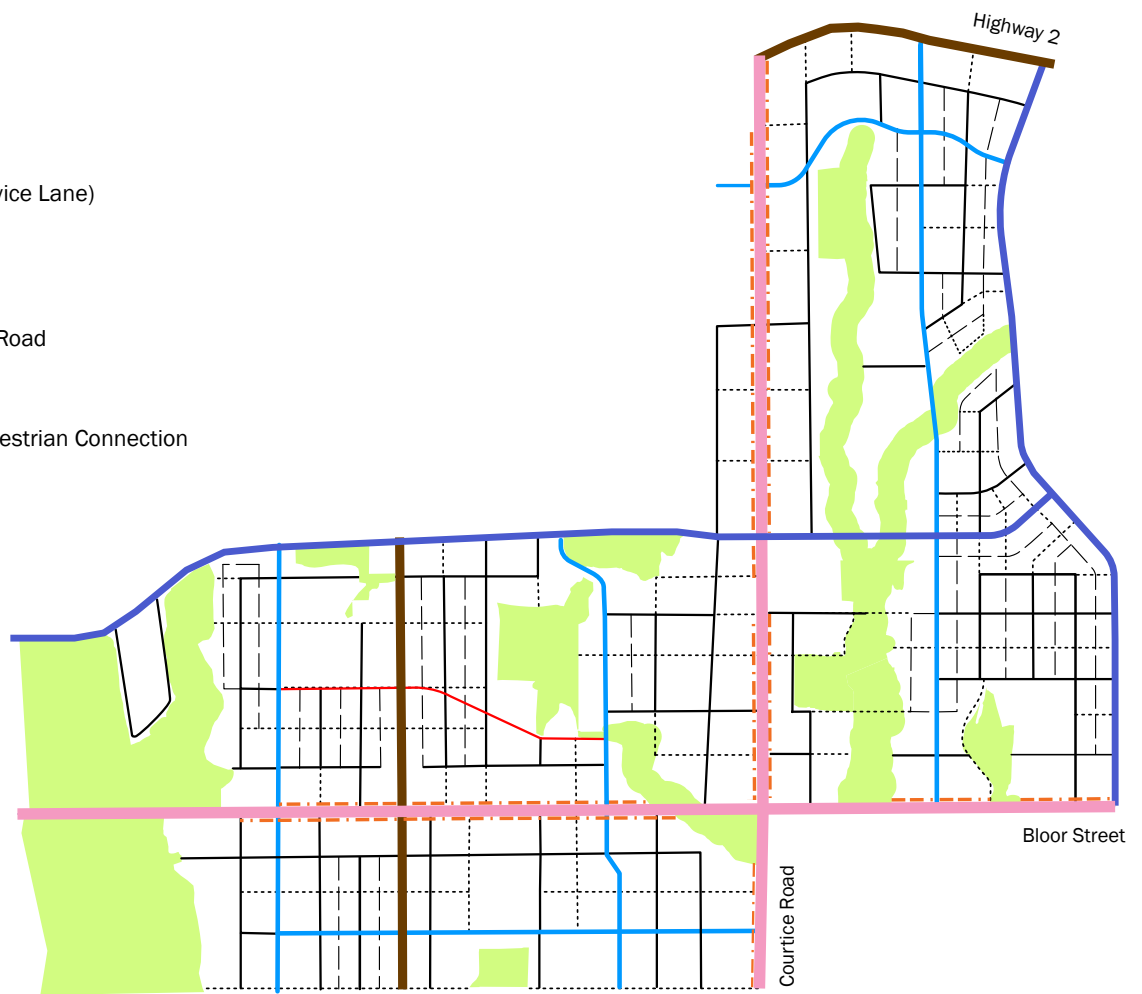 Highway 2
vice Lane)
Road
estrian Connection
Bloor Street
Courtice Road